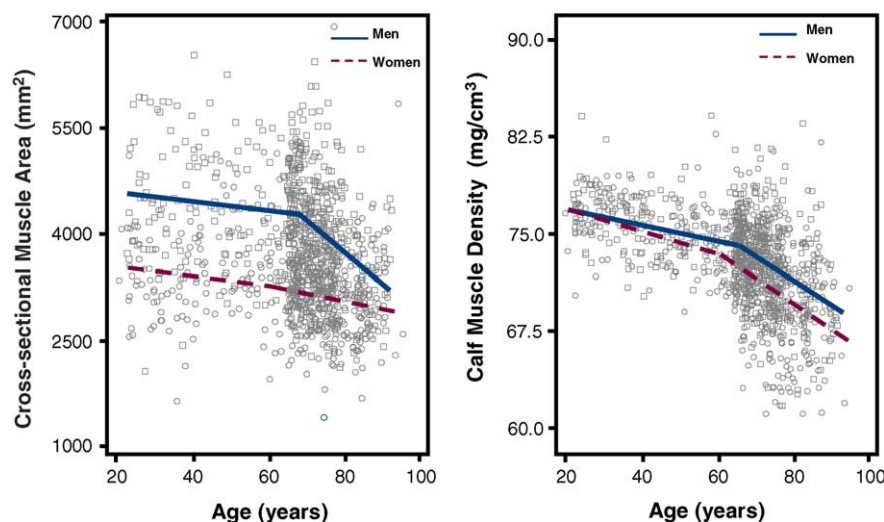 7000
5500
4000
2500
1000
Cross-sectional Muscle Area (mm²)
Men
Women
20 40 60 80 100
Age (years)
90.0
82.5
75.0
67.5
60.0
Calf Muscle Density (mg/cm³)
Men
Women
20 40 60 80 100
Age (years)